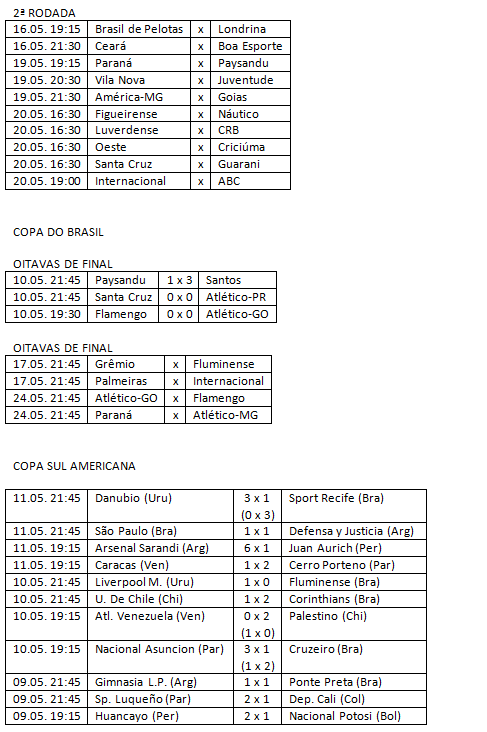 2ª RODADA
16.05. 19:15 Brasil de Pelotas x Londrina
16.05. 21:30 Ceará x Boa Esporte
19.05. 19:15 Paraná x Paysandu
19.05. 20:30 Vila Nova x Juventude
19.05. 21:30 América-MG x Goias
20.05. 16:30 Figueirense x Náutico
20.05. 16:30 Luverdense x CRB
20.05. 16:30 Oeste x Criciúma
20.05. 16:30 Santa Cruz x Guarani
20.05. 19:00 Internacional x ABC
COPA DO BRASIL
OITAVAS DE FINAL
10.05. 21:45 Paysandu 1 x 3 Santos
10.05. 21:45 Santa Cruz 0 x 0 Atlético-PR
10.05. 19:30 Flamengo 0 x 0 Atlético-GO
OITAVAS DE FINAL
17.05. 21:45 Grêmio x Fluminense
17.05. 21:45 Palmeiras x Internacional
24.05. 21:45 Atlético-GO x Flamengo
24.05. 21:45 Paraná x Atlético-MG
COPA SUL AMERICANA
11.05. 21:45 Danubio (Uru) 3 x 1 Sport Recife (Bra)
(0 x 3)
11.05. 21:45 São Paulo (Bra) 1 x 1 Defensa y Justicia (Arg)
11.05. 19:15 Arsenal Sarandi (Arg) 6 x 1 Juan Aurich (Per)
11.05. 19:15 Caracas (Ven) 1 x 2 Cerro Porteno (Par)
10.05. 21:45 Liverpool M. (Uru) 1 x 0 Fluminense (Bra)
10.05. 21:45 U. De Chile (Chi) 1 x 2 Corinthians (Bra)
10.05. 19:15 Atl. Venezuela (Ven) 0 x 2 Palestino (Chi)
(1 x 0)
10.05. 19:15 Nacional Asuncion (Par) 3 x 1 Cruzeiro (Bra)
(1 x 2)
09.05. 21:45 Gimnasia L.P. (Arg) 1 x 1 Ponte Preta (Bra)
09.05. 21:45 Sp. Luqueño (Par) 2 x 1 Dep. Cali (Col)
09.05. 19:15 Huancayo (Per) 2 x 1 Nacional Potosi (Bol)